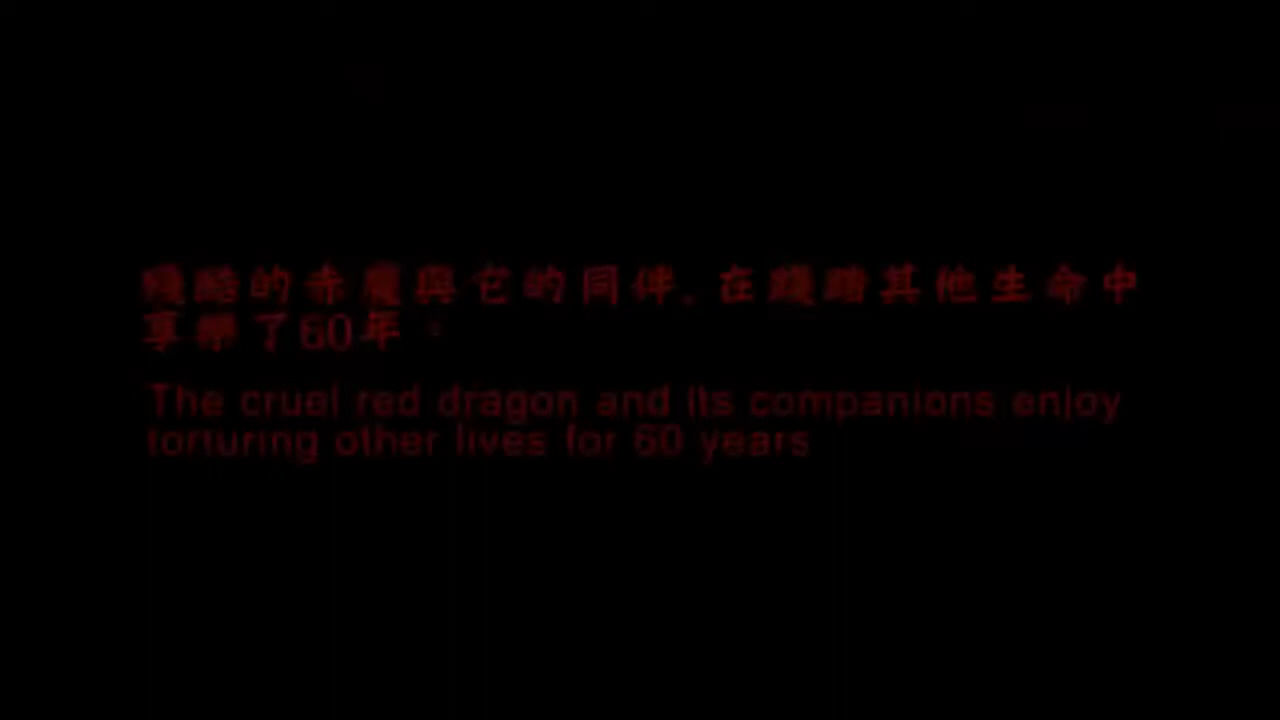 殘酷的赤魔與它的同伴，在踐踏其他生命中
享樂了60年。
The cruel red dragon and its companions enjoy
torturing other lives for 60 years